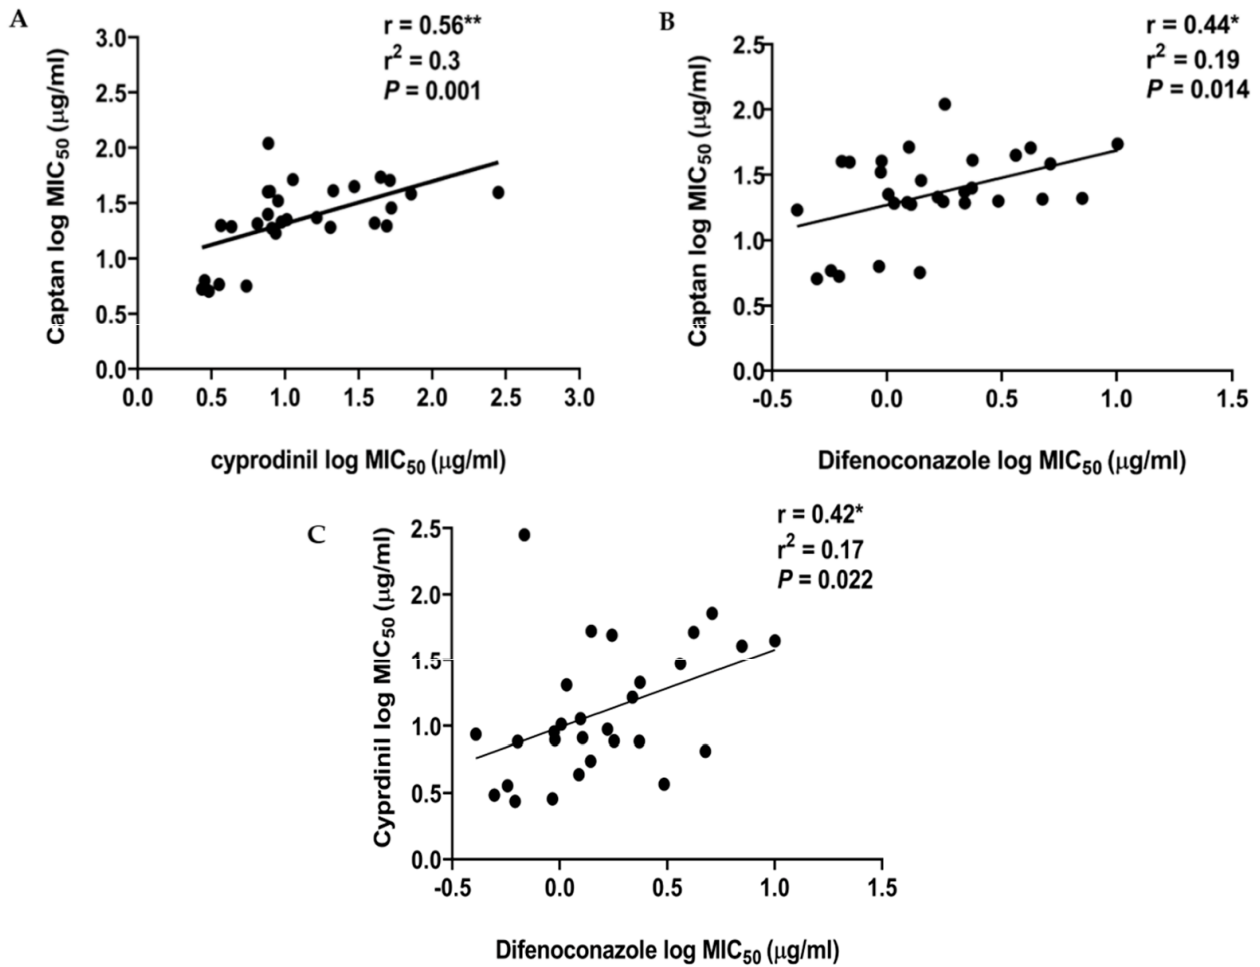 A
r = 0.56**
r² = 0.3
P = 0.001
Captan log MIC₅₀ (μg/ml)
3.0
2.5
2.0
1.5
1.0
0.5
0.0
0.0 0.5 1.0 1.5 2.0 2.5 3.0
cyprodinil log MIC₅₀ (μg/ml)
B
r = 0.44*
r² = 0.19
P = 0.014
Captan log MIC₅₀ (μg/ml)
2.5
2.0
1.5
1.0
0.5
0.0
-0.5 0.0 0.5 1.0 1.5
Difenoconazole log MIC₅₀ (μg/ml)
C
r = 0.42*
r² = 0.17
P = 0.022
Cyprdinil log MIC₅₀ (μg/ml)
2.5
2.0
1.5
1.0
0.5
0.0
-0.5 0.0 0.5 1.0 1.5
Difenoconazole log MIC₅₀ (μg/ml)